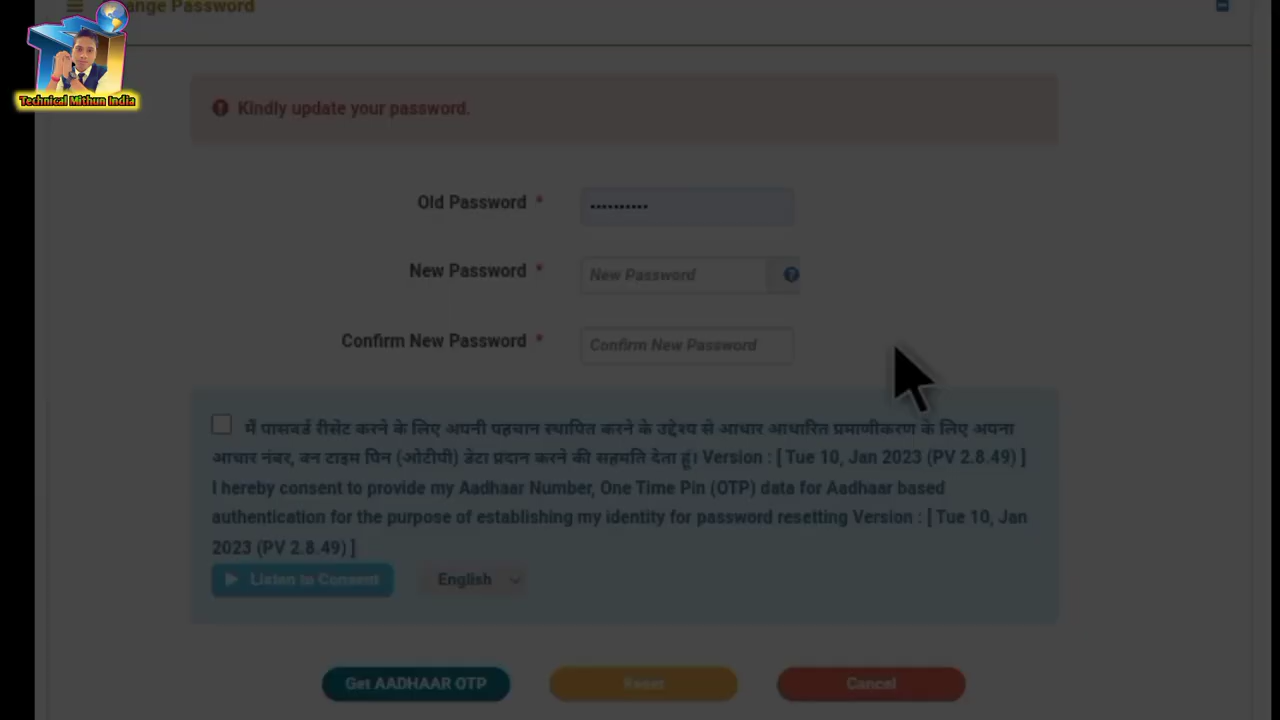 ange Password
Technical Mithun India
Kindly update your password.
Old Password *
••••••••••
New Password *
New Password
?
Confirm New Password *
Confirm New Password
मैं पासवर्ड रीसेट करने के लिए अपनी पहचान स्थापित करने के उद्देश्य से आधार आधारित प्रमाणीकरण के लिए अपना
आधार नंबर, वन टाइम पिन (ओटीपी) डेटा प्रदान करने की सहमति देता हूं। Version : [ Tue 10, Jan 2023 (PV 2.8.49) ]
I hereby consent to provide my Aadhaar Number, One Time Pin (OTP) data for Aadhaar based
authentication for the purpose of establishing my identity for password resetting Version : [ Tue 10, Jan
2023 (PV 2.8.49) ]
Listen to Consent English
Get AADHAAR OTP Reset Cancel